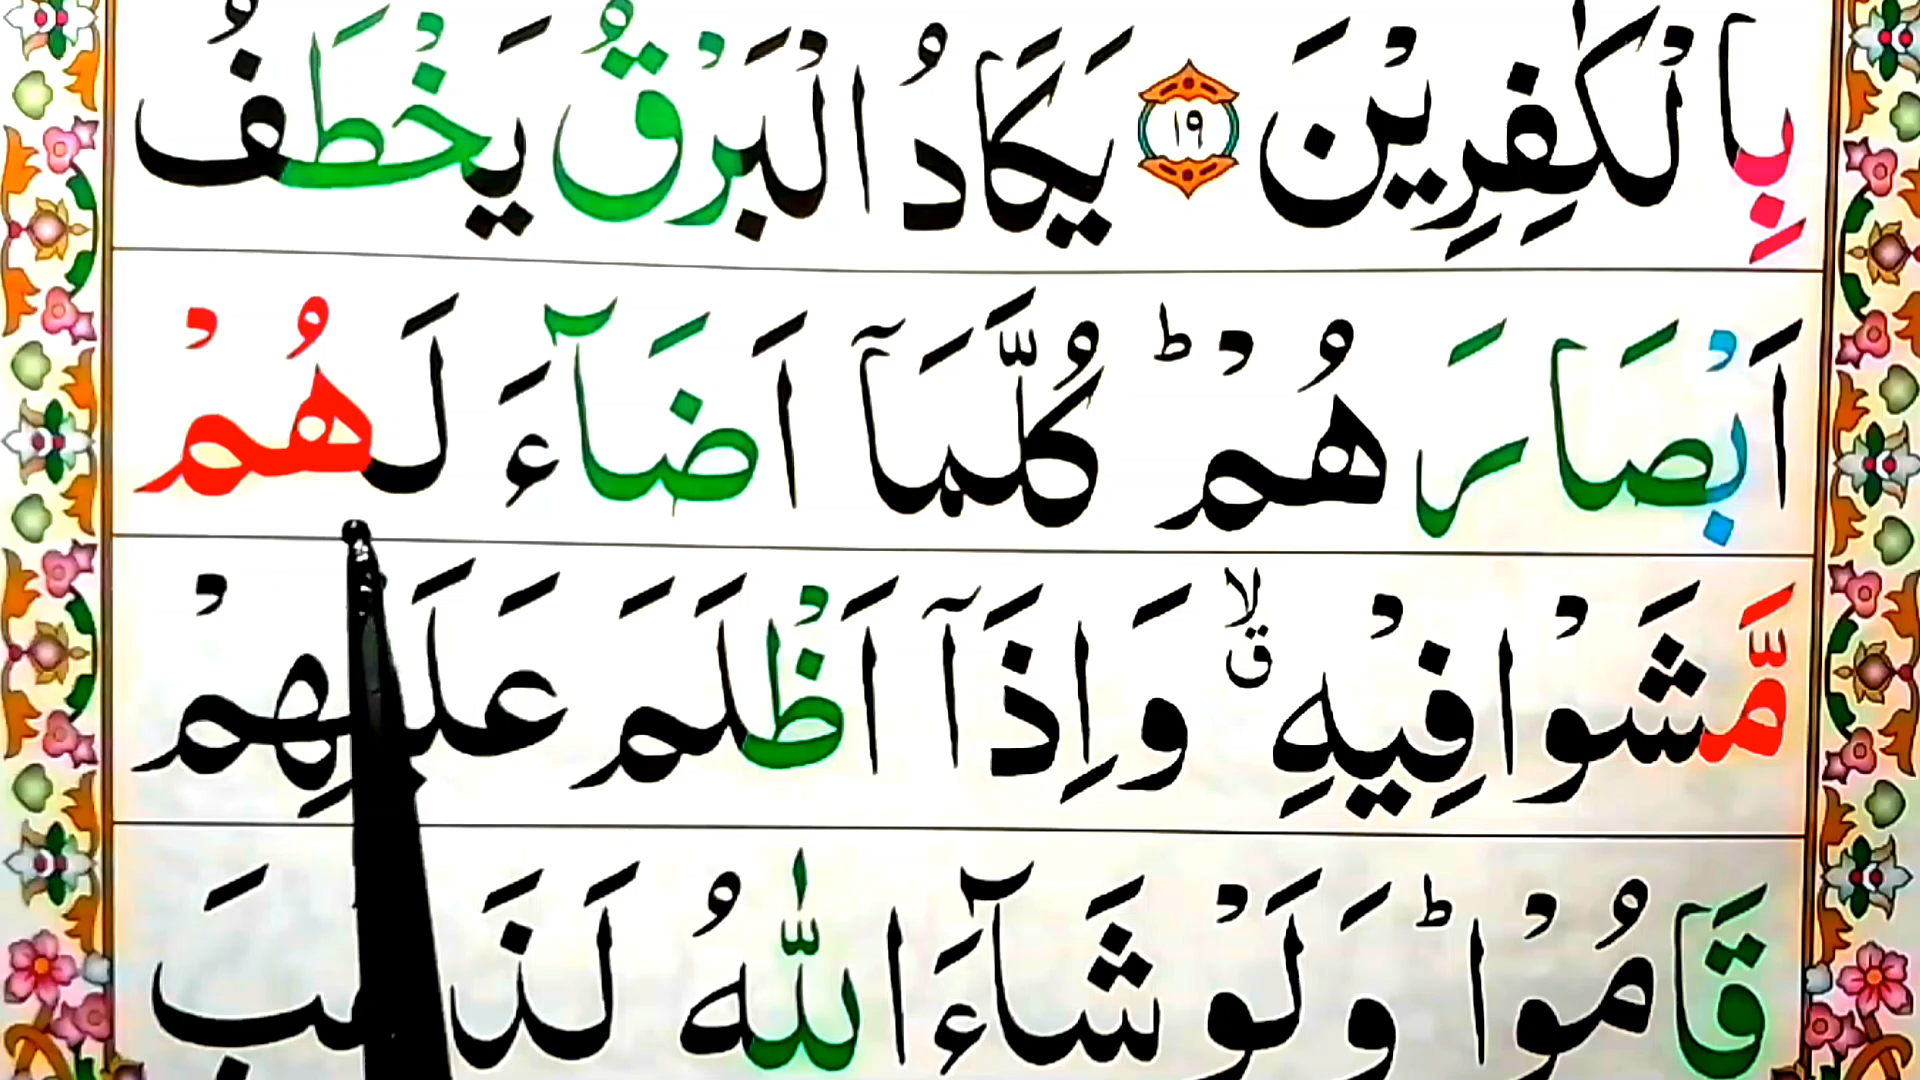 بِالْكٰفِرِيْنَ ۝١٩ يَكَادُ الْبَرْقُ يَخْطَفُ
اَبْصَارَهُمْ ؕ كُلَّمَاۤ اَضَآءَ لَهُمْ
مَّشَوْا فِيْهِ ۙۗ وَاِذَاۤ اَظْلَمَ عَلَيْهِمْ
قَامُوْا ؕ وَلَوْ شَآءَ اللّٰهُ لَذَهَبَ